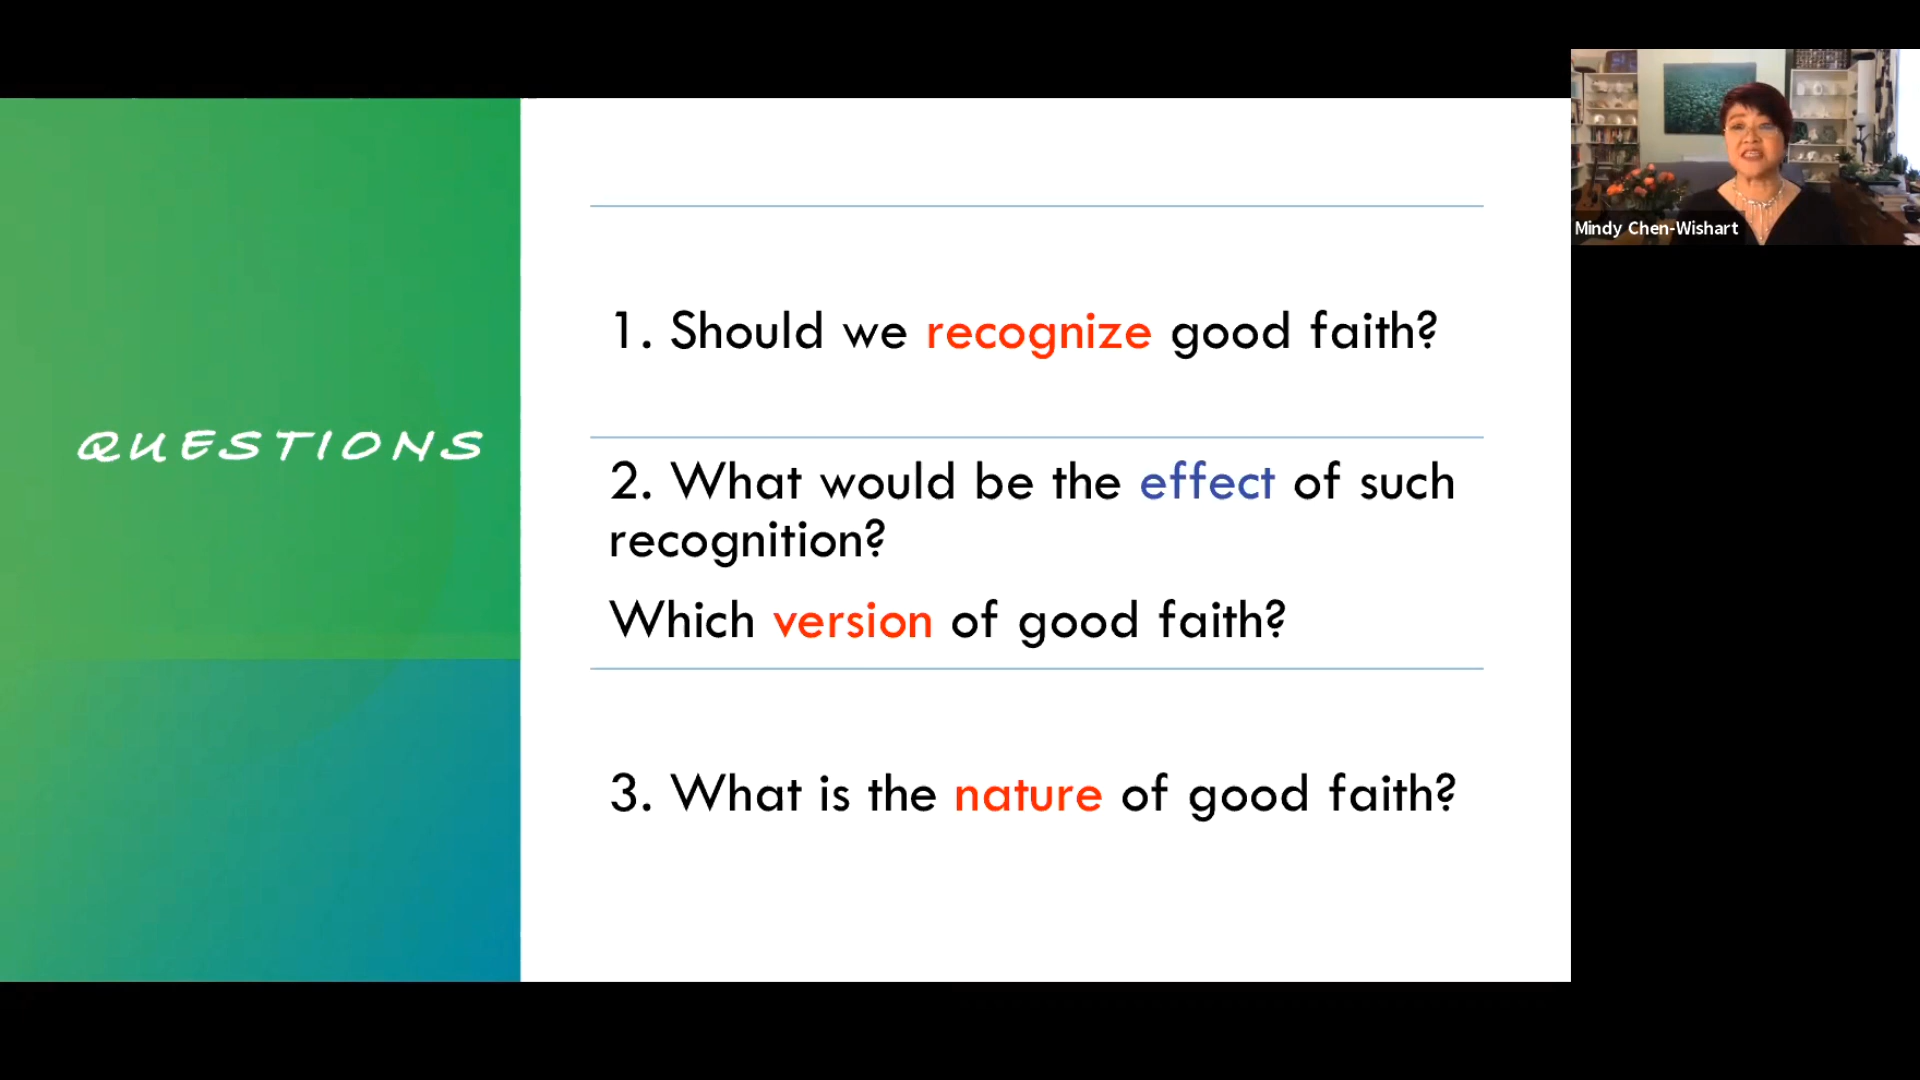 QUESTIONS
1. Should we recognize good faith?
2. What would be the effect of such
recognition?
Which version of good faith?
3. What is the nature of good faith?
Mindy Chen-Wishart